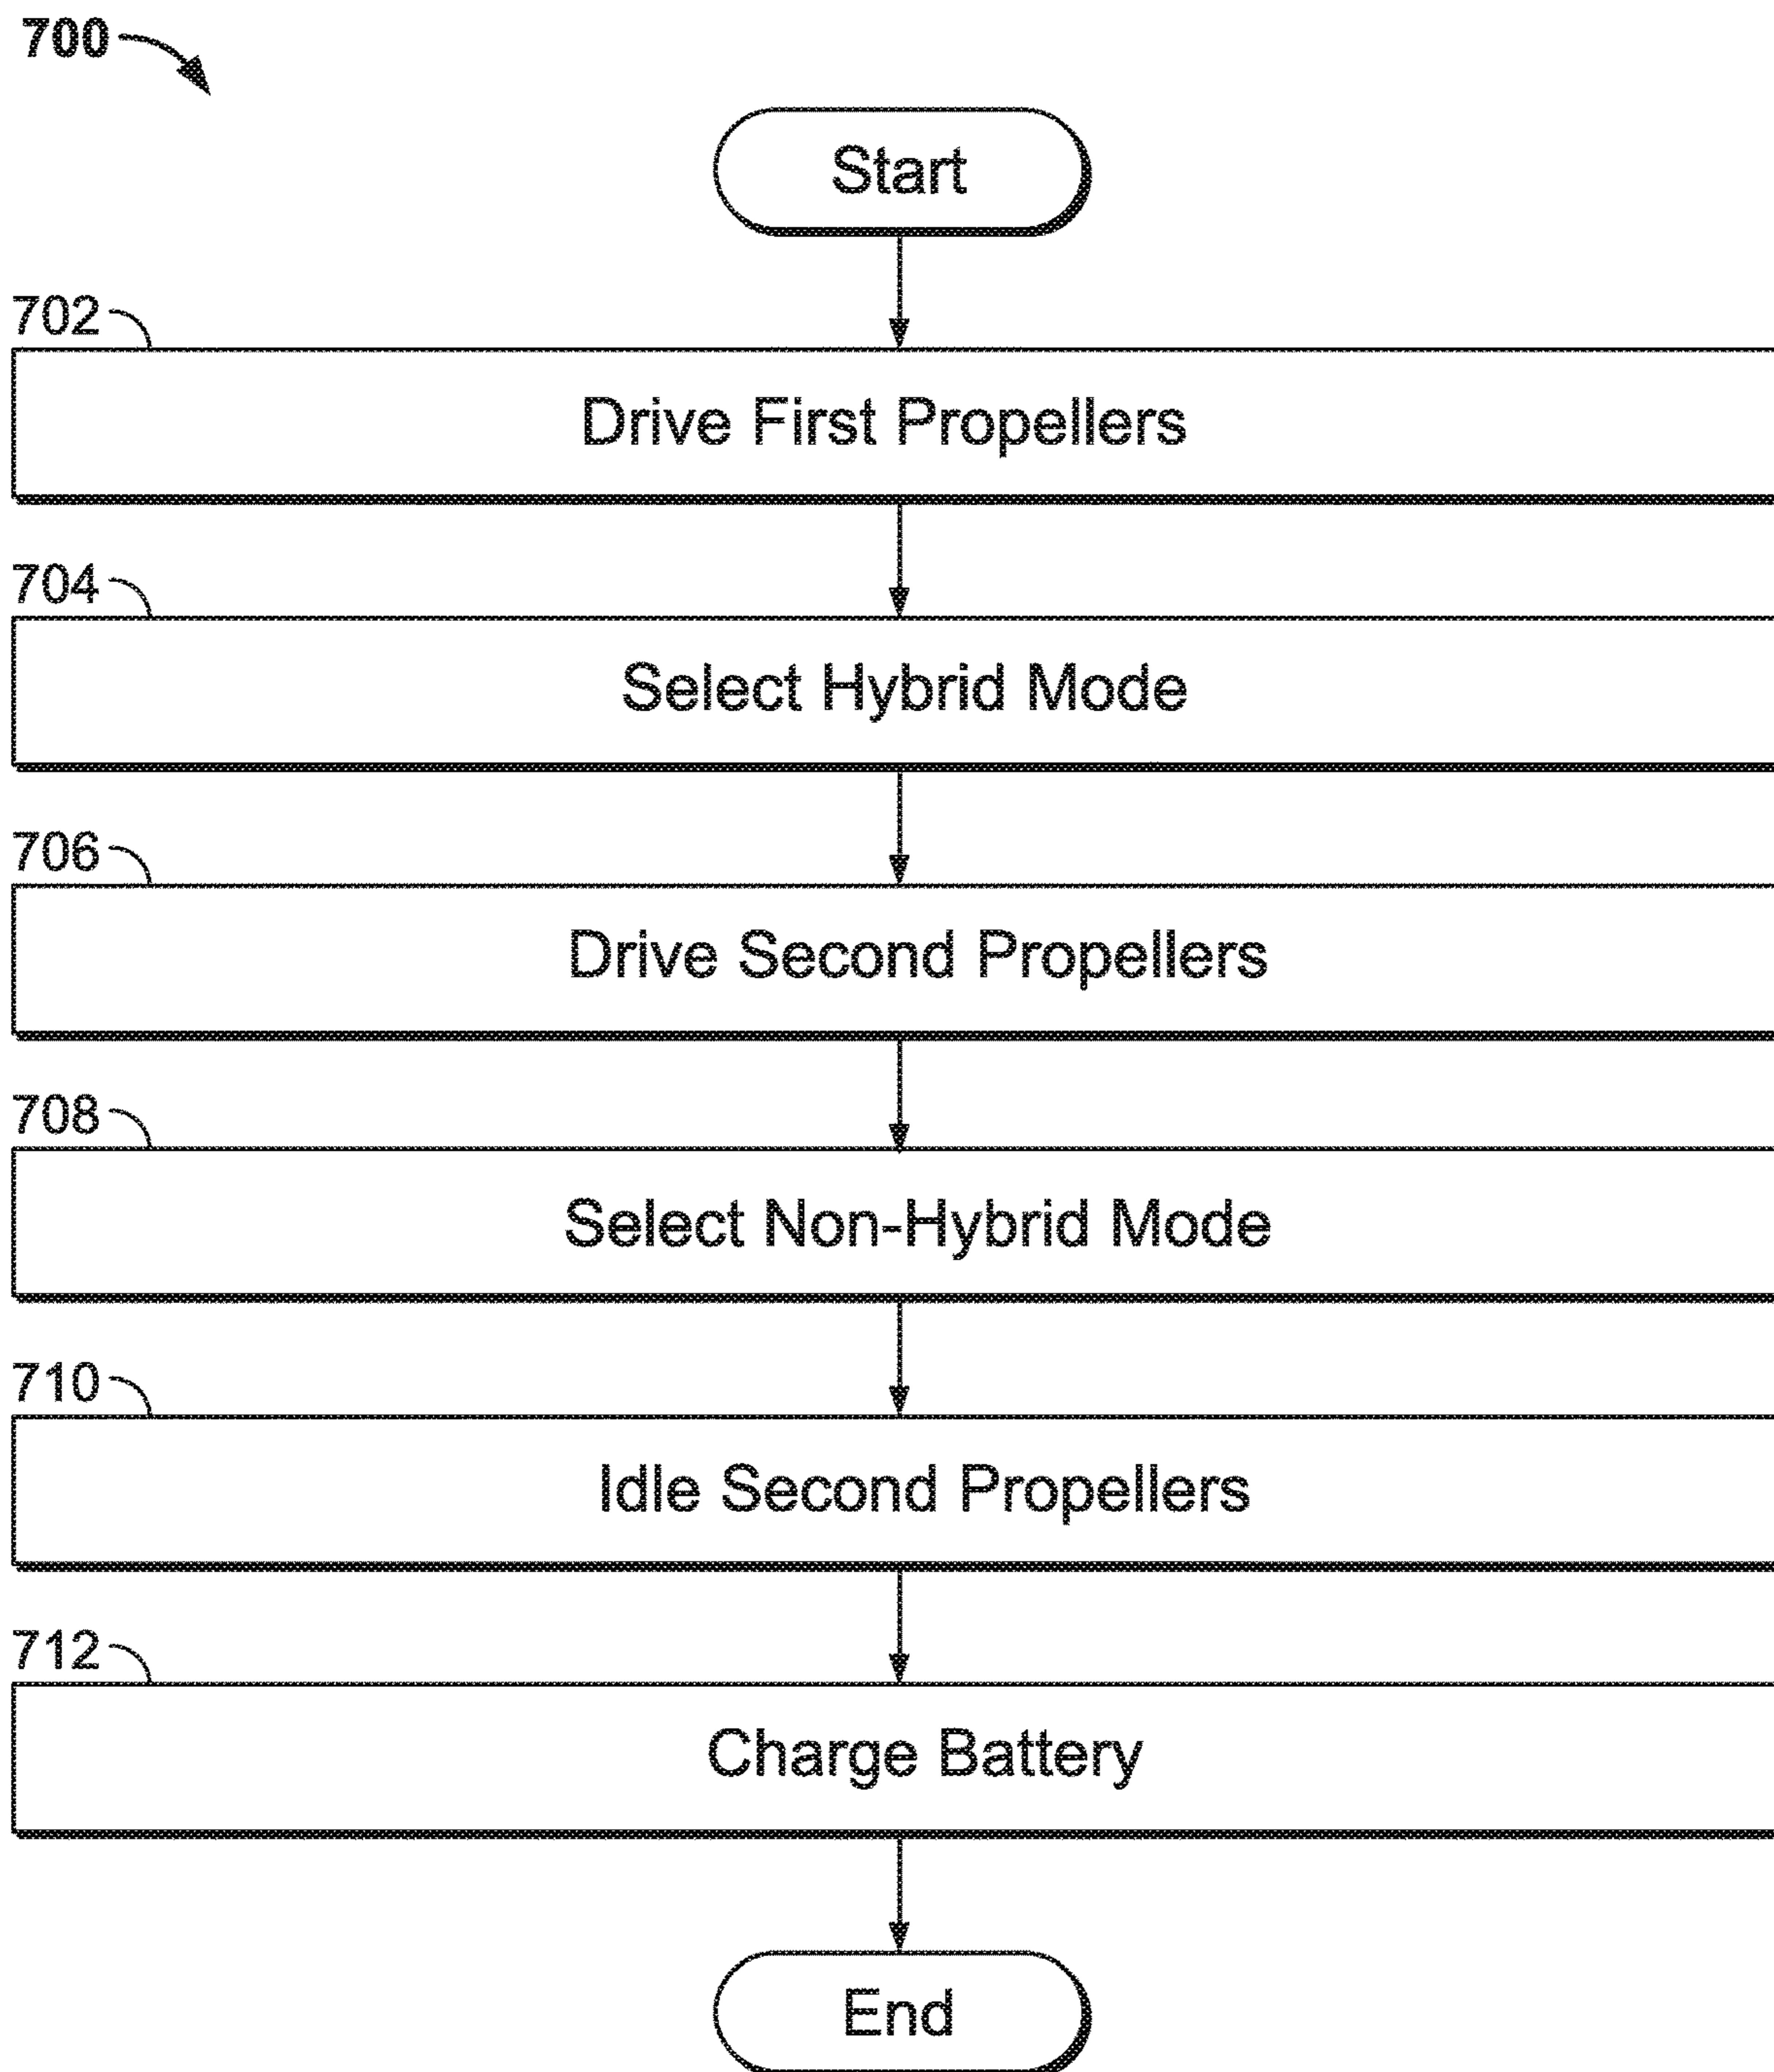 700
Start
702
Drive First Propellers
704
Select Hybrid Mode
706
Drive Second Propellers
708
Select Non-Hybrid Mode
710
Idle Second Propellers
712
Charge Battery
End